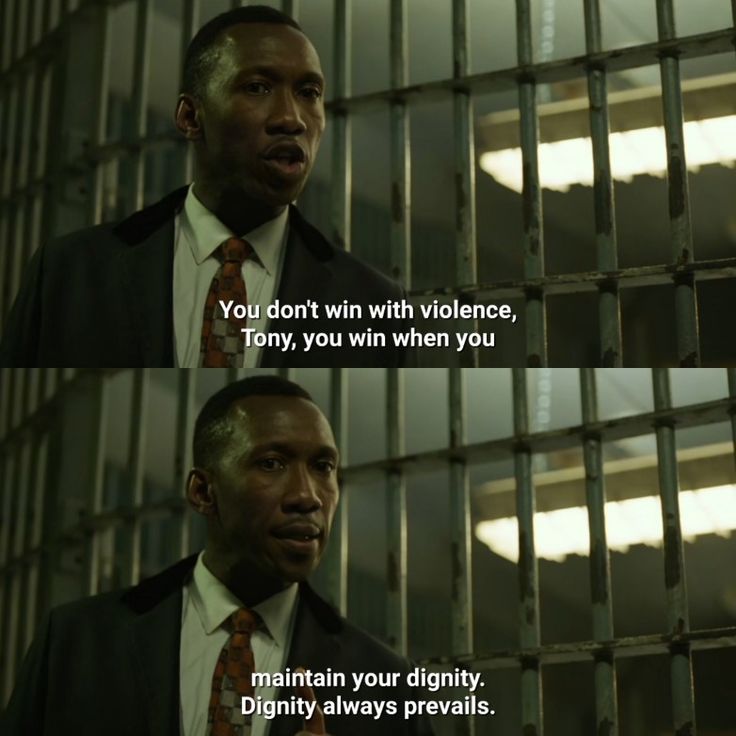 You don't win with violence,
Tony, you win when you
maintain your dignity.
Dignity always prevails.